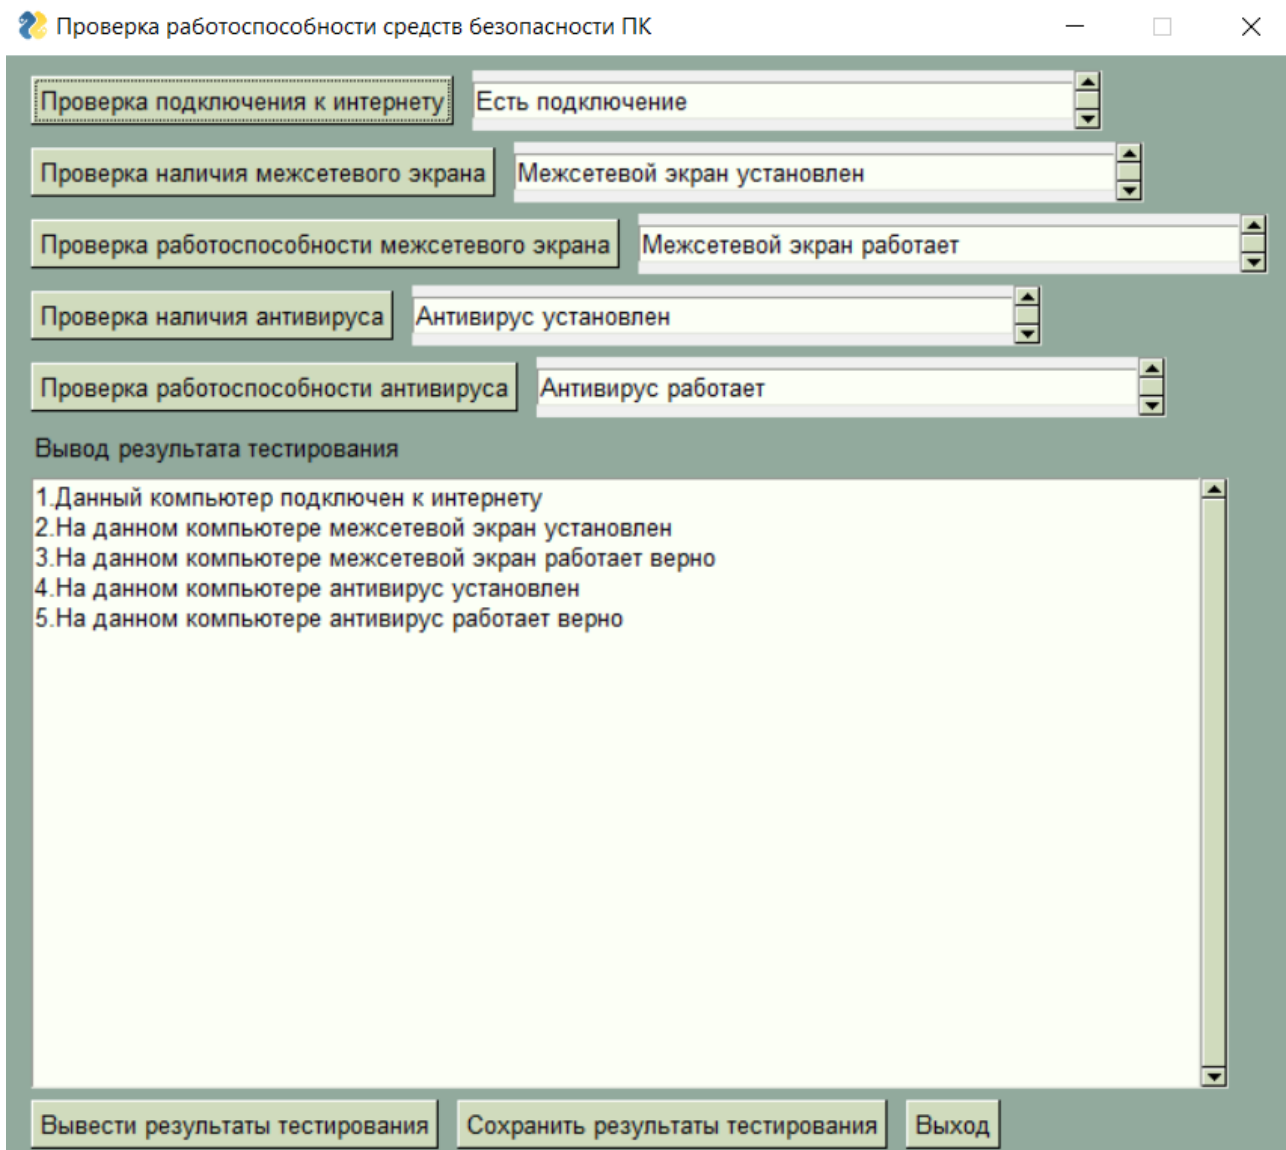 Проверка работоспособности средств безопасности ПК
Проверка подключения к интернету
Есть подключение
Проверка наличия межсетевого экрана
Межсетевой экран установлен
Проверка работоспособности межсетевого экрана
Межсетевой экран работает
Проверка наличия антивируса
Антивирус установлен
Проверка работоспособности антивируса
Антивирус работает
Вывод результата тестирования
1.Данный компьютер подключен к интернету
2.На данном компьютере межсетевой экран установлен
3.На данном компьютере межсетевой экран работает верно
4.На данном компьютере антивирус установлен
5.На данном компьютере антивирус работает верно
Вывести результаты тестирования
Сохранить результаты тестирования
Выход